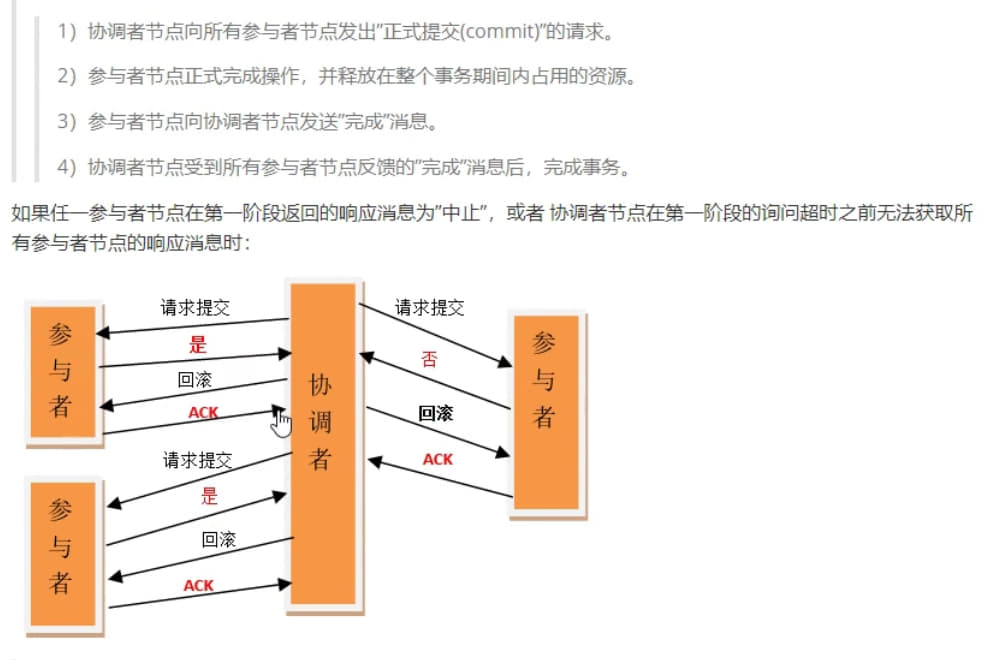 1）协调者节点向所有参与者节点发出”正式提交(commit)”的请求。
2）参与者节点正式完成操作，并释放在整个事务期间内占用的资源。
3）参与者节点向协调者节点发送”完成”消息。
4）协调者节点受到所有参与者节点反馈的”完成”消息后，完成事务。
如果任一参与者节点在第一阶段返回的响应消息为”中止”，或者 协调者节点在第一阶段的询问超时之前无法获取所
有参与者节点的响应消息时：
参与者
请求提交
是
回滚
ACK
协调者
请求提交
否
回滚
ACK
参与者
参与者
请求提交
是
回滚
ACK